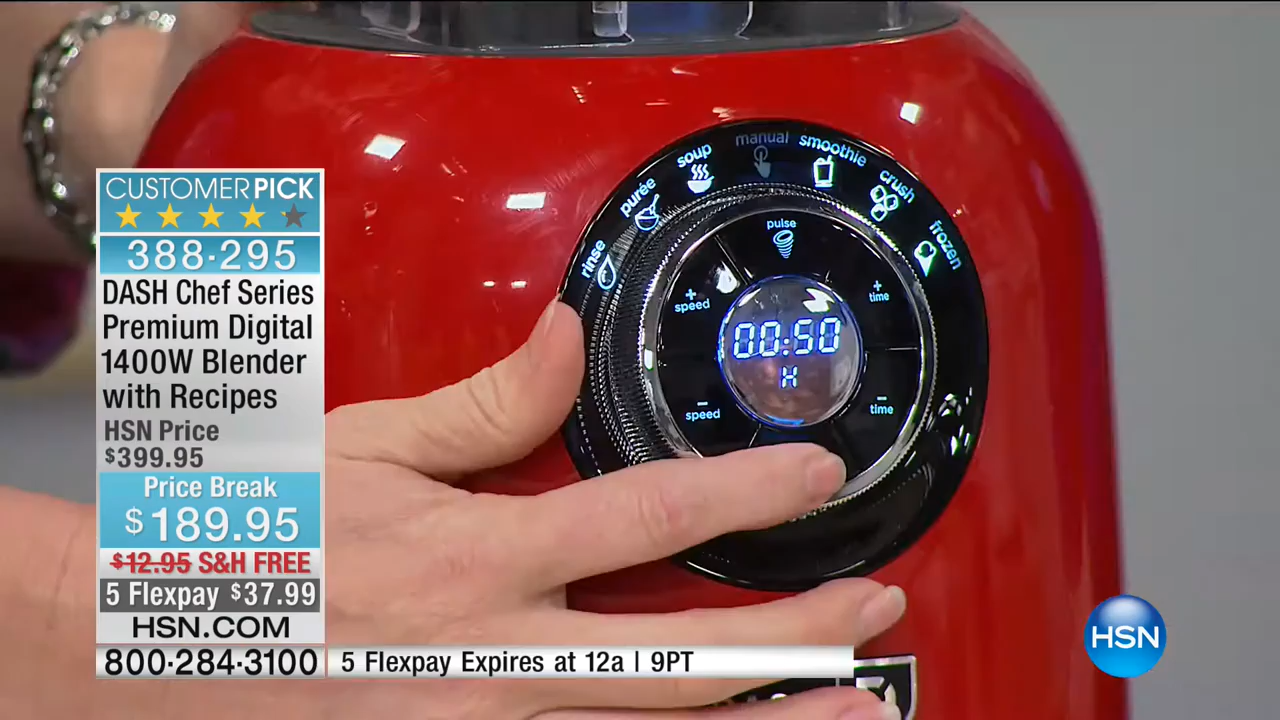 CUSTOMER PICK
388·295
DASH Chef Series
Premium Digital
1400W Blender
with Recipes
HSN Price
$399.95
Price Break
$189.95
$12.95 S&H FREE
5 Flexpay $37.99
HSN.COM
800·284·3100
5 Flexpay Expires at 12a | 9PT
rinse
purée
soup
manual
smoothie
crush
frozen
pulse
+
speed
+
time
00:50
H
−
speed
−
time
HSN